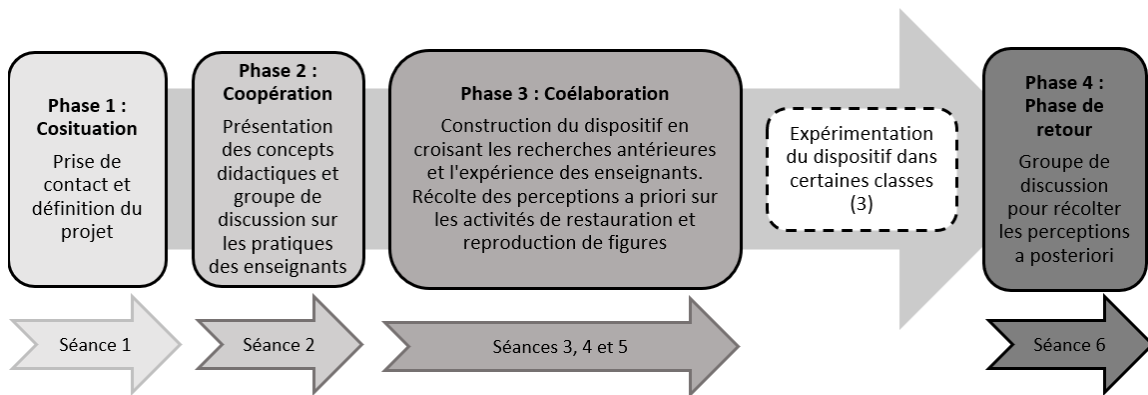 Phase 1 :
Cosituation
Prise de
contact et
définition du
projet
Phase 2 :
Coopération
Présentation
des concepts
didactiques et
groupe de
discussion sur
les pratiques
des enseignants
Phase 3 : Coélaboration
Construction du dispositif en
croisant les recherches antérieures
et l'expérience des enseignants.
Récolte des perceptions a priori sur
les activités de restauration et
reproduction de figures
Expérimentation
du dispositif dans
certaines classes
(3)
Phase 4 :
Phase de
retour
Groupe de
discussion
pour récolter
les perceptions
a posteriori
Séance 1
Séance 2
Séances 3, 4 et 5
Séance 6